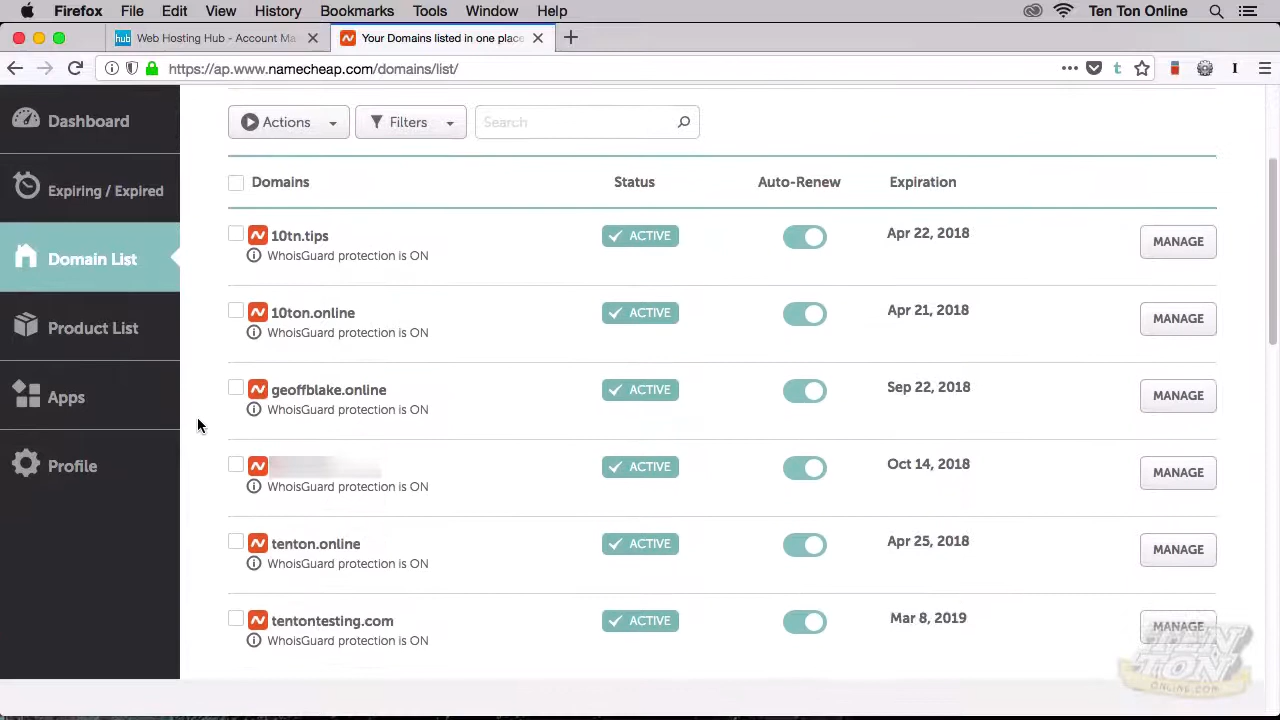 Firefox File Edit View History Bookmarks Tools Window Help Ten Ton Online
hub Web Hosting Hub - Account Ma
Your Domains listed in one place
https://ap.www.namecheap.com/domains/list/
Dashboard
Expiring / Expired
Domain List
Product List
Apps
Profile
Actions Filters Search
Domains Status Auto-Renew Expiration
10tn.tips ACTIVE Apr 22, 2018 MANAGE
WhoisGuard protection is ON
10ton.online ACTIVE Apr 21, 2018 MANAGE
WhoisGuard protection is ON
geoffblake.online ACTIVE Sep 22, 2018 MANAGE
WhoisGuard protection is ON
ACTIVE Oct 14, 2018 MANAGE
WhoisGuard protection is ON
tenton.online ACTIVE Apr 25, 2018 MANAGE
WhoisGuard protection is ON
tentontesting.com ACTIVE Mar 8, 2019 MANAGE
WhoisGuard protection is ON
TEN
TON
ONLINE.COM